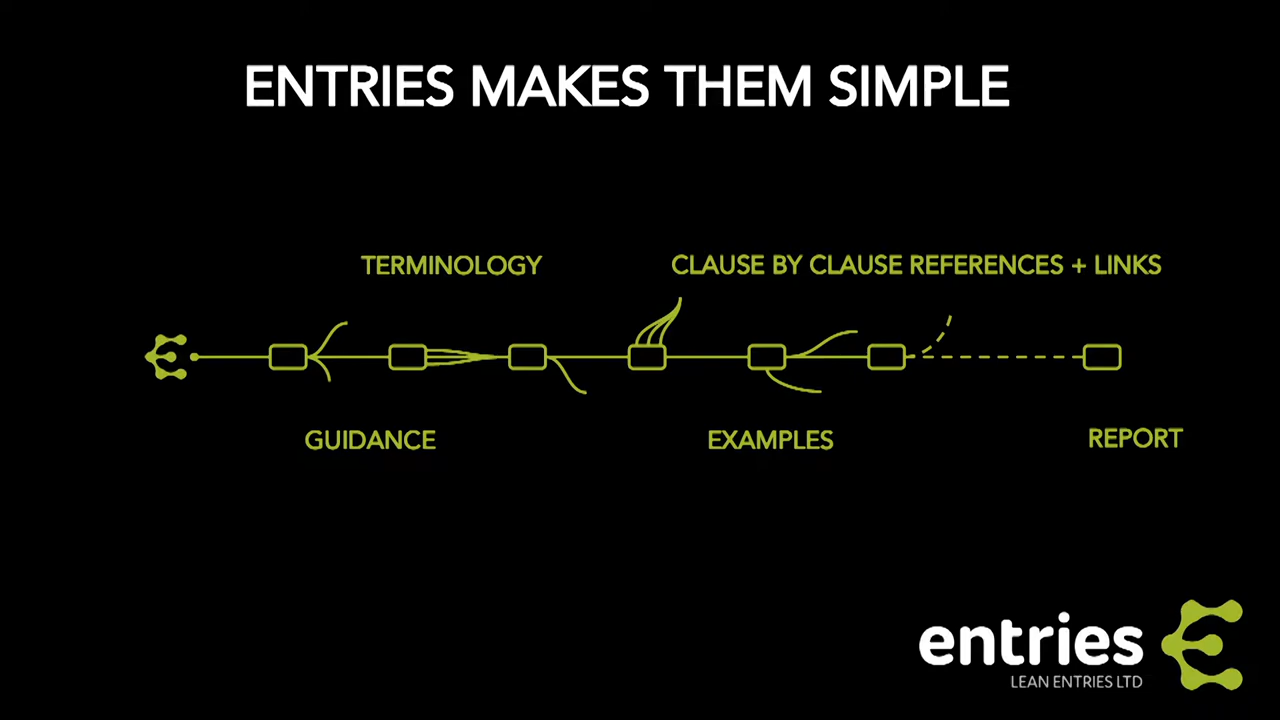 ENTRIES MAKES THEM SIMPLE
TERMINOLOGY
CLAUSE BY CLAUSE REFERENCES + LINKS
GUIDANCE
EXAMPLES
REPORT
entries
LEAN ENTRIES LTD